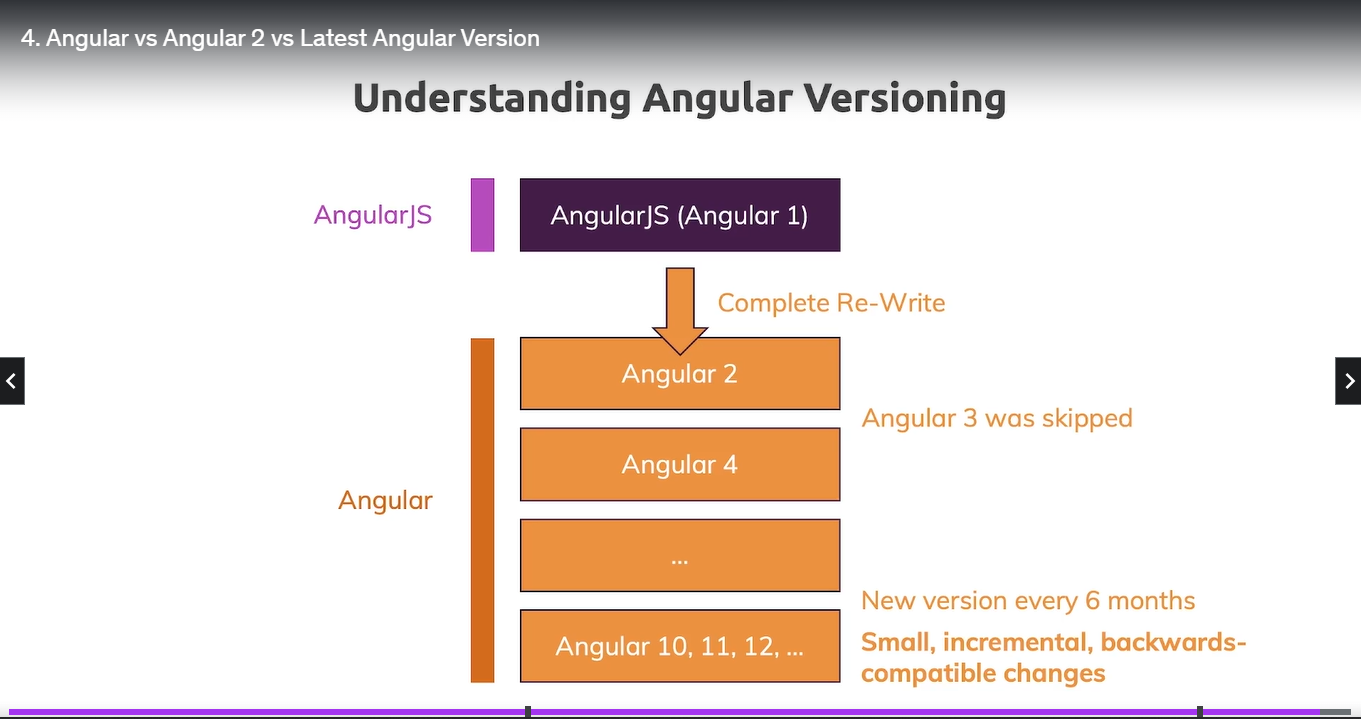 4. Angular vs Angular 2 vs Latest Angular Version
Understanding Angular Versioning
AngularJS
AngularJS (Angular 1)
Complete Re-Write
Angular 2
Angular 3 was skipped
Angular 4
Angular
...
New version every 6 months
Angular 10, 11, 12, ...
Small, incremental, backwards-
compatible changes